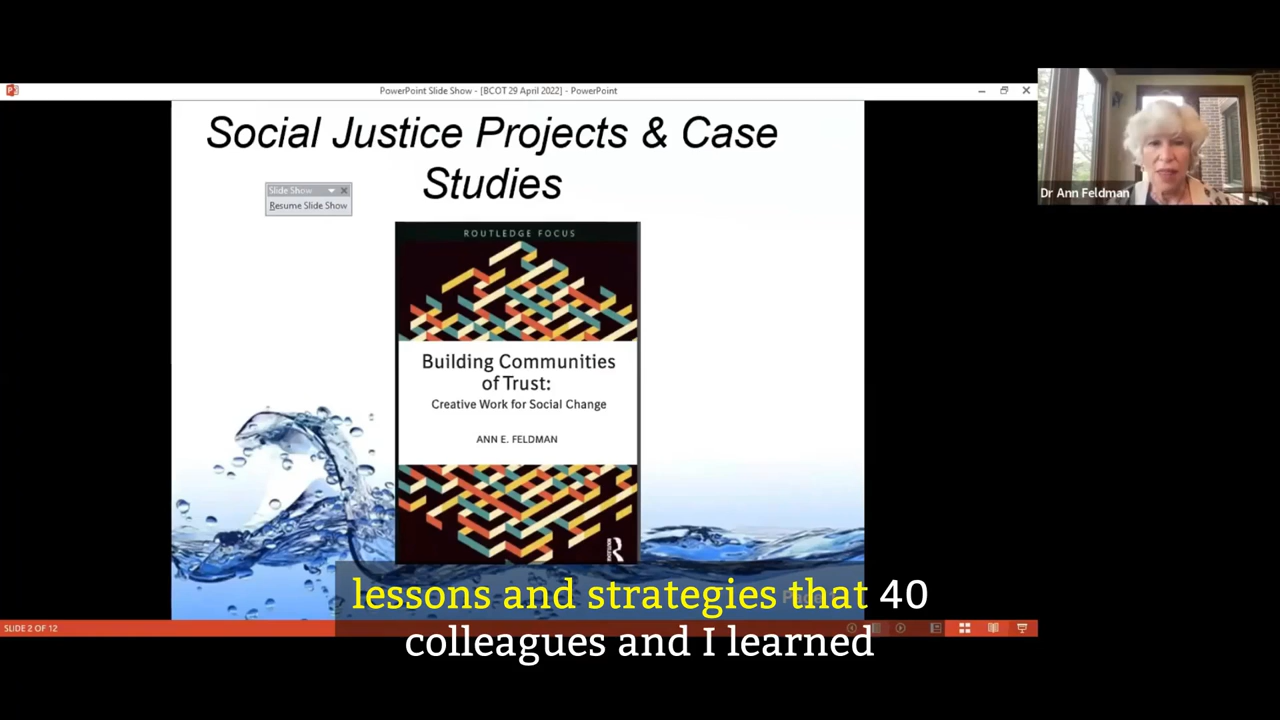 PowerPoint Slide Show - [BCOT 29 April 2022] - PowerPoint
Social Justice Projects & Case
Studies
Slide Show
Resume Slide Show
ROUTLEDGE FOCUS
Building Communities
of Trust:
Creative Work for Social Change
ANN E. FELDMAN
ROUTLEDGE
Dr Ann Feldman
lessons and strategies that 40
colleagues and I learned
SLIDE 2 OF 12